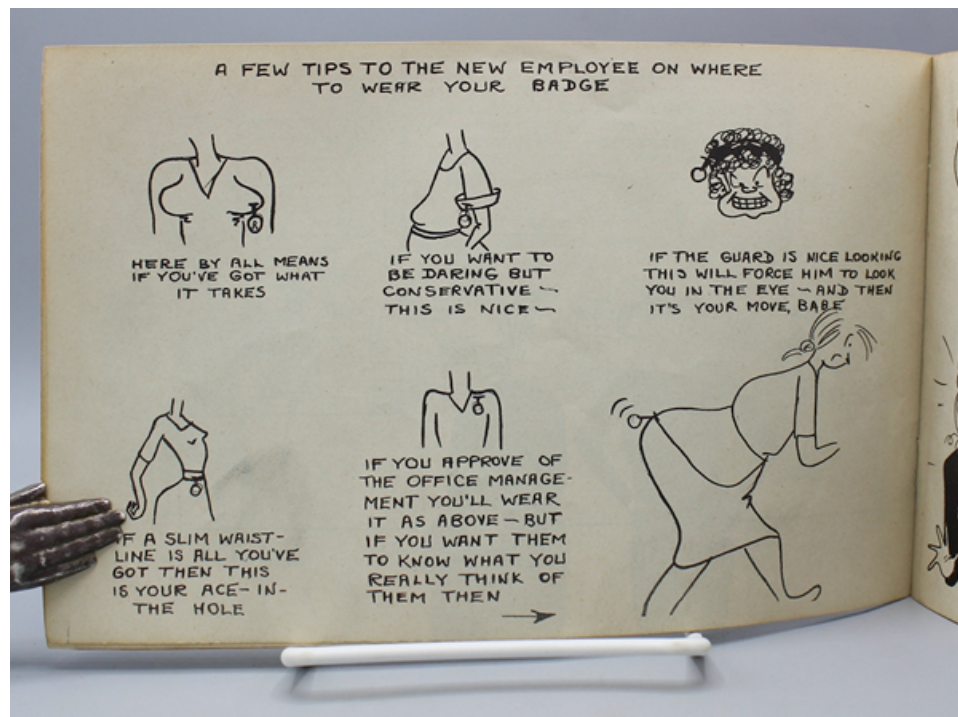 A FEW TIPS TO THE NEW EMPLOYEE ON WHERE
TO WEAR YOUR BADGE
HERE BY ALL MEANS
IF YOU'VE GOT WHAT
IT TAKES
IF YOU WANT TO
BE DARING BUT
CONSERVATIVE ~
THIS IS NICE ~
IF THE GUARD IS NICE LOOKING
THIS WILL FORCE HIM TO LOOK
YOU IN THE EYE ~ AND THEN
IT'S YOUR MOVE, BABE
IF A SLIM WAIST-
LINE IS ALL YOU'VE
GOT THEN THIS
IS YOUR ACE-IN-
THE HOLE
IF YOU APPROVE OF
THE OFFICE MANAGE-
MENT YOU'LL WEAR
IT AS ABOVE ~ BUT
IF YOU WANT THEM
TO KNOW WHAT YOU
REALLY THINK OF
THEM THEN